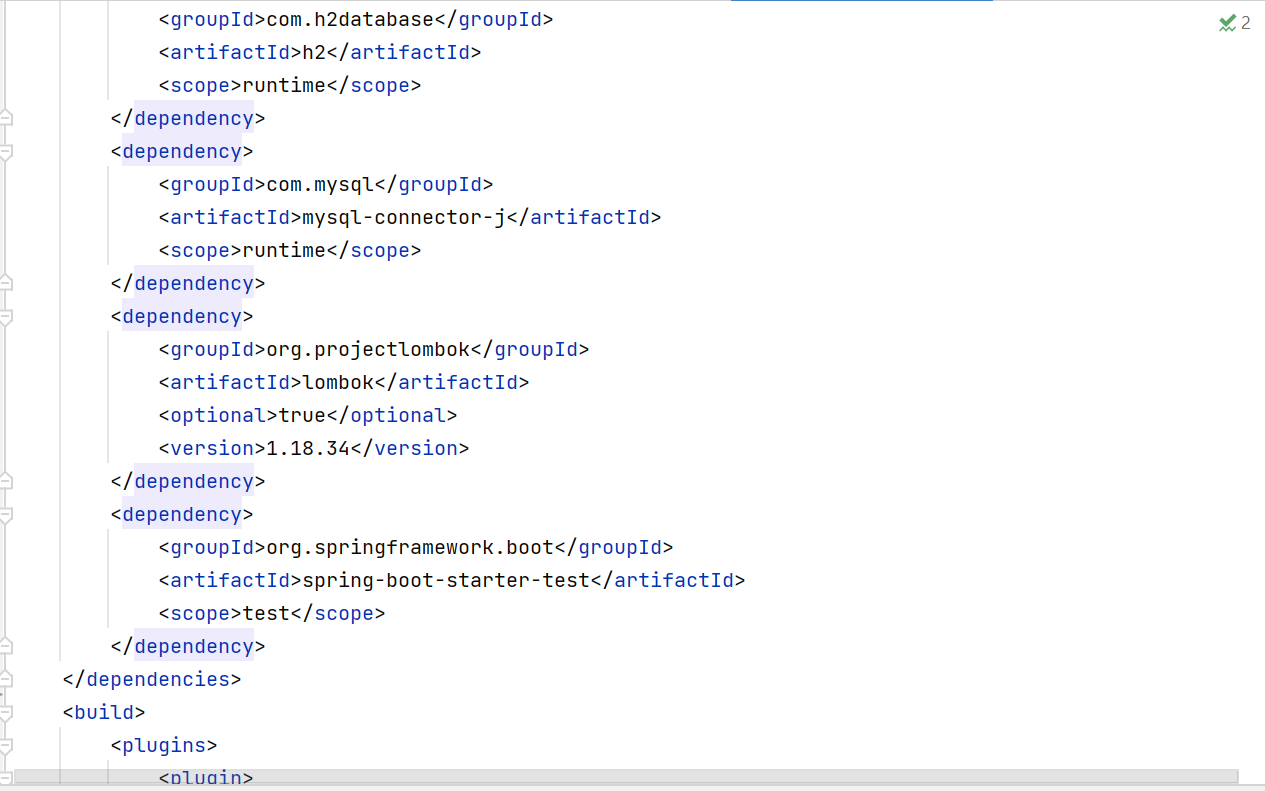 <groupId>com.h2database</groupId>
2
<artifactId>h2</artifactId>
<scope>runtime</scope>
</dependency>
<dependency>
<groupId>com.mysql</groupId>
<artifactId>mysql-connector-j</artifactId>
<scope>runtime</scope>
</dependency>
<dependency>
<groupId>org.projectlombok</groupId>
<artifactId>lombok</artifactId>
<optional>true</optional>
<version>1.18.34</version>
</dependency>
<dependency>
<groupId>org.springframework.boot</groupId>
<artifactId>spring-boot-starter-test</artifactId>
<scope>test</scope>
</dependency>
</dependencies>
<build>
<plugins>
<plugin>